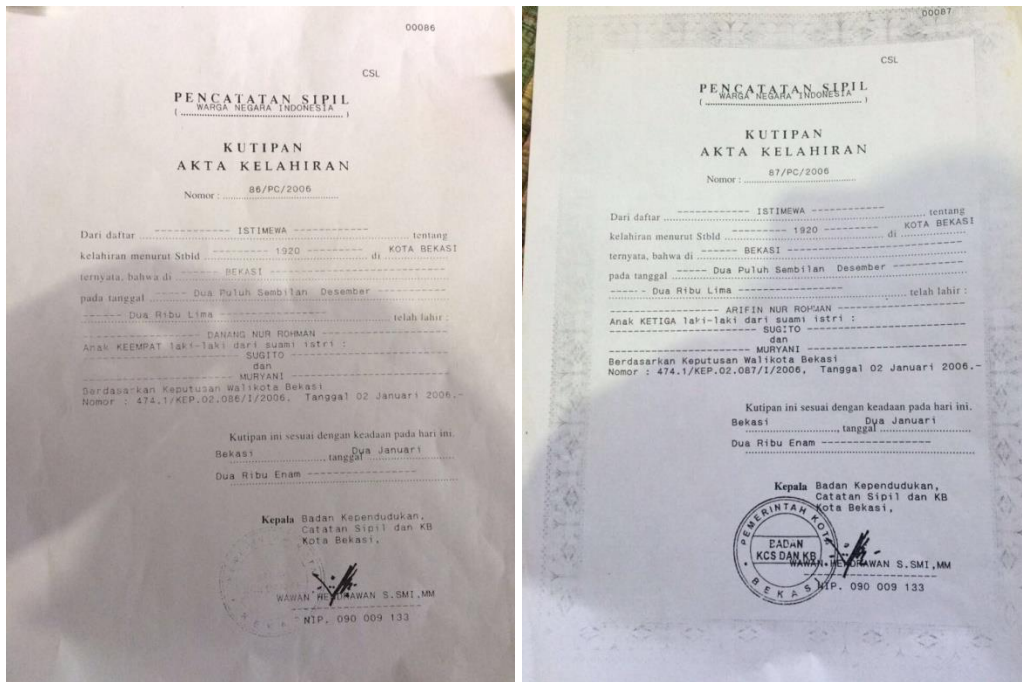 00086
CSL
PENCATATAN SIPIL
WARGA NEGARA INDONESIA
KUTIPAN
AKTA KELAHIRAN
Nomor : 86/PC/2006
Dari daftar ------------ ISTIMEWA ------------ tentang
kelahiran menurut Stbld ---------- 1920 --------- di KOTA BEKASI
ternyata, bahwa di ----- BEKASI ----------------------------
pada tanggal ------ Dua Puluh Sembilan Desember --------------
------ Dua Ribu Lima ------------------ telah lahir :
-------------------- DANANG NUR ROHMAN ----------------------
Anak KEEMPAT laki-laki dari suami istri :
-------------------------- SUGITO --------------------------
dan
------------------------- MURYANI --------------------------
Berdasarkan Keputusan Walikota Bekasi
Nomor : 474.1/KEP.02.086/I/2006, Tanggal 02 Januari 2006.-
Kutipan ini sesuai dengan keadaan pada hari ini.
Bekasi , tanggal Dua Januari
Dua Ribu Enam ----------------
Kepala Badan Kependudukan,
Catatan Sipil dan KB
Kota Bekasi,
WAWAN HENDRAWAN S.SMI,MM
NIP. 090 009 133
00087
CSL
PENCATATAN SIPIL
( WARGA NEGARA INDONESIA )
KUTIPAN
AKTA KELAHIRAN
Nomor : 87/PC/2006
Dari daftar ------------ ISTIMEWA ------------ tentang
kelahiran menurut Stbld ---------- 1920 --------- di KOTA BEKASI
ternyata, bahwa di ----- BEKASI ----------------------------
pada tanggal ----- Dua Puluh Sembilan Desember --------------
------ Dua Ribu Lima ------------------ telah lahir :
-------------------- ARIFIN NUR ROHMAN ----------------------
Anak KETIGA laki-laki dari suami istri :
-------------------------- SUGITO --------------------------
dan
------------------------- MURYANI --------------------------
Berdasarkan Keputusan Walikota Bekasi
Nomor : 474.1/KEP.02.087/I/2006, Tanggal 02 Januari 2006.-
Kutipan ini sesuai dengan keadaan pada hari ini.
Bekasi , tanggal Dua Januari
Dua Ribu Enam ----------------
Kepala Badan Kependudukan,
Catatan Sipil dan KB
Kota Bekasi,
PEMERINTAH KOTA
BADAN
KCS DAN KB
BEKASI
WAWAN HENDRAWAN S.SMI,MM
NIP. 090 009 133